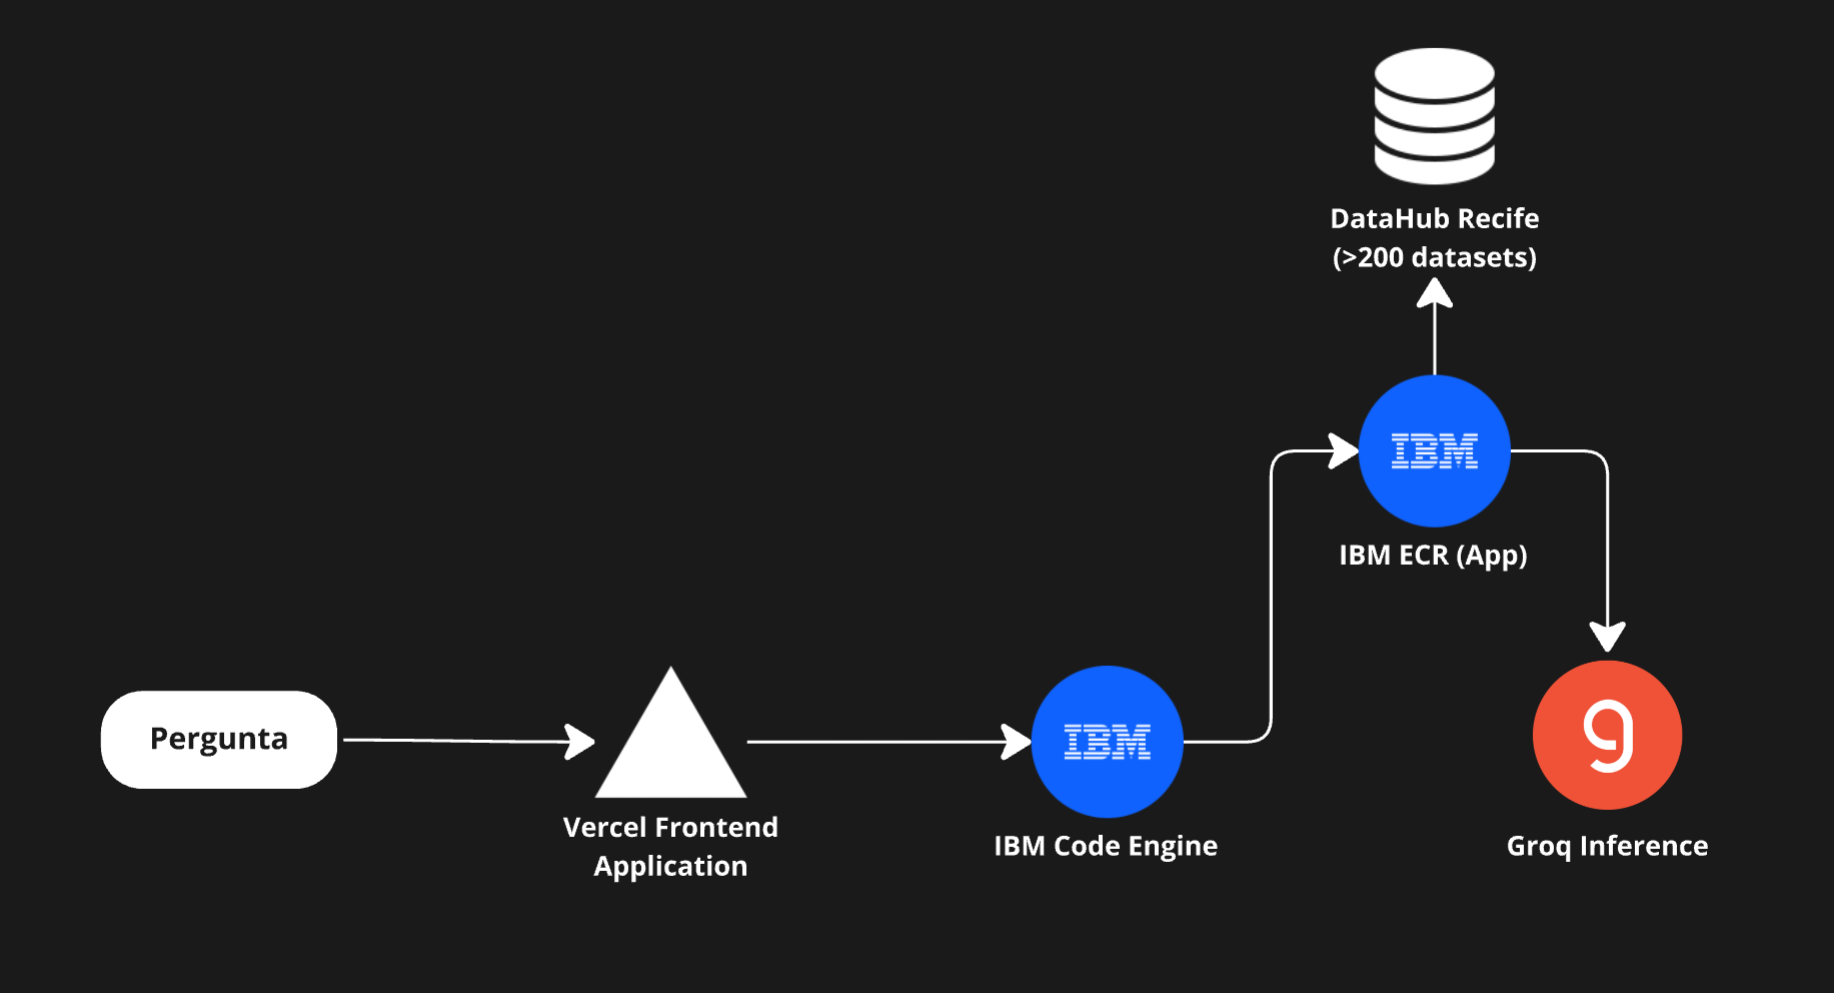 DataHub Recife
(>200 datasets)
IBM
IBM ECR (App)
Pergunta
Vercel Frontend
Application
IBM
IBM Code Engine
g
Groq Inference